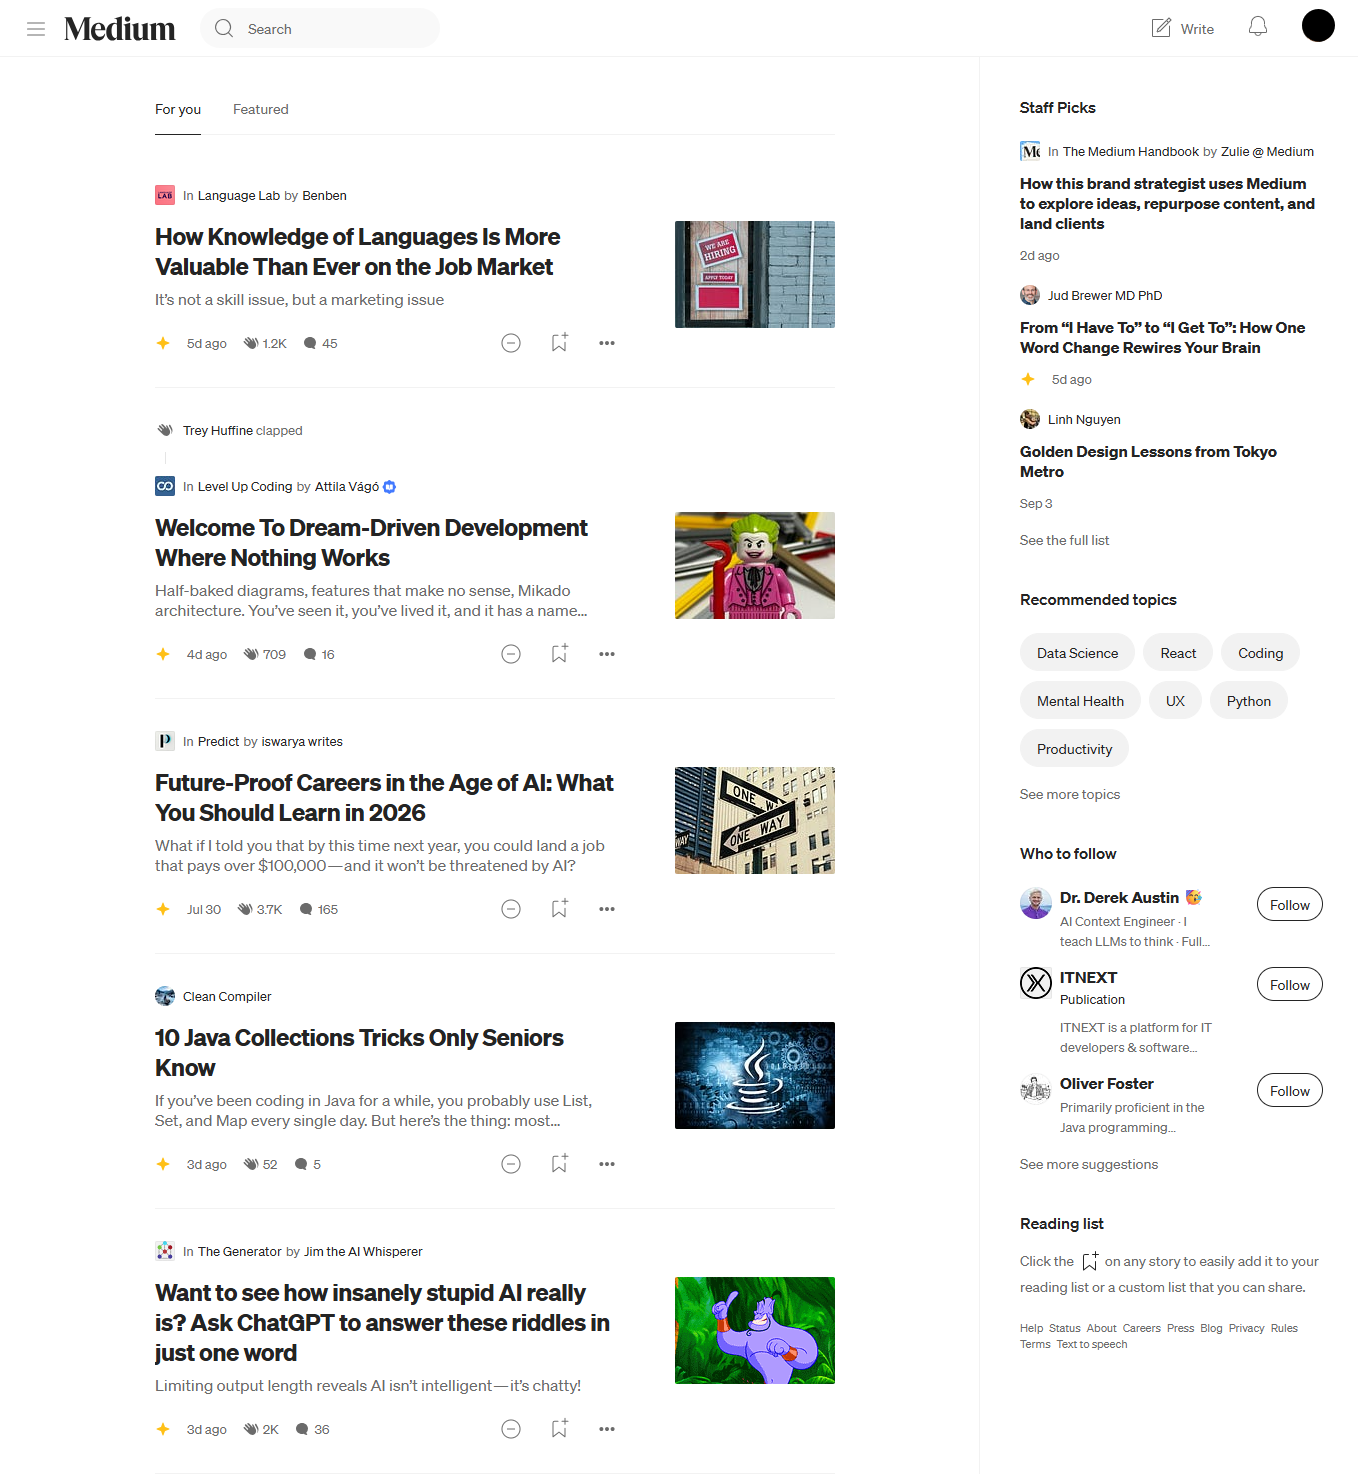 Medium
Search
Write
For you
Featured
LAB
In Language Lab by Benben
How Knowledge of Languages Is More
Valuable Than Ever on the Job Market
It's not a skill issue, but a marketing issue
5d ago
1.2K
45
WE ARE
HIRING
APPLY TODAY
Trey Huffine clapped
In Level Up Coding by Attila Vágó
Welcome To Dream-Driven Development
Where Nothing Works
Half-baked diagrams, features that make no sense, Mikado
architecture. You've seen it, you've lived it, and it has a name...
4d ago
709
16
P
In Predict by iswarya writes
Future-Proof Careers in the Age of AI: What
You Should Learn in 2026
What if I told you that by this time next year, you could land a job
that pays over $100,000—and it won't be threatened by AI?
Jul 30
3.7K
165
ONE W
ONE WAY
WAY
Clean Compiler
10 Java Collections Tricks Only Seniors
Know
If you've been coding in Java for a while, you probably use List,
Set, and Map every single day. But here's the thing: most...
3d ago
52
5
In The Generator by Jim the AI Whisperer
Want to see how insanely stupid AI really
is? Ask ChatGPT to answer these riddles in
just one word
Limiting output length reveals AI isn't intelligent—it's chatty!
3d ago
2K
36
Staff Picks
Me
In The Medium Handbook by Zulie @ Medium
How this brand strategist uses Medium
to explore ideas, repurpose content, and
land clients
2d ago
Jud Brewer MD PhD
From “I Have To” to “I Get To”: How One
Word Change Rewires Your Brain
5d ago
Linh Nguyen
Golden Design Lessons from Tokyo
Metro
Sep 3
See the full list
Recommended topics
Data Science
React
Coding
Mental Health
UX
Python
Productivity
See more topics
Who to follow
Dr. Derek Austin 🥳
AI Context Engineer · I
teach LLMs to think · Full...
Follow
ITNEXT
Publication
ITNEXT is a platform for IT
developers & software...
Follow
Oliver Foster
Primarily proficient in the
Java programming...
Follow
See more suggestions
Reading list
Click the on any story to easily add it to your
reading list or a custom list that you can share.
Help Status About Careers Press Blog Privacy Rules
Terms Text to speech